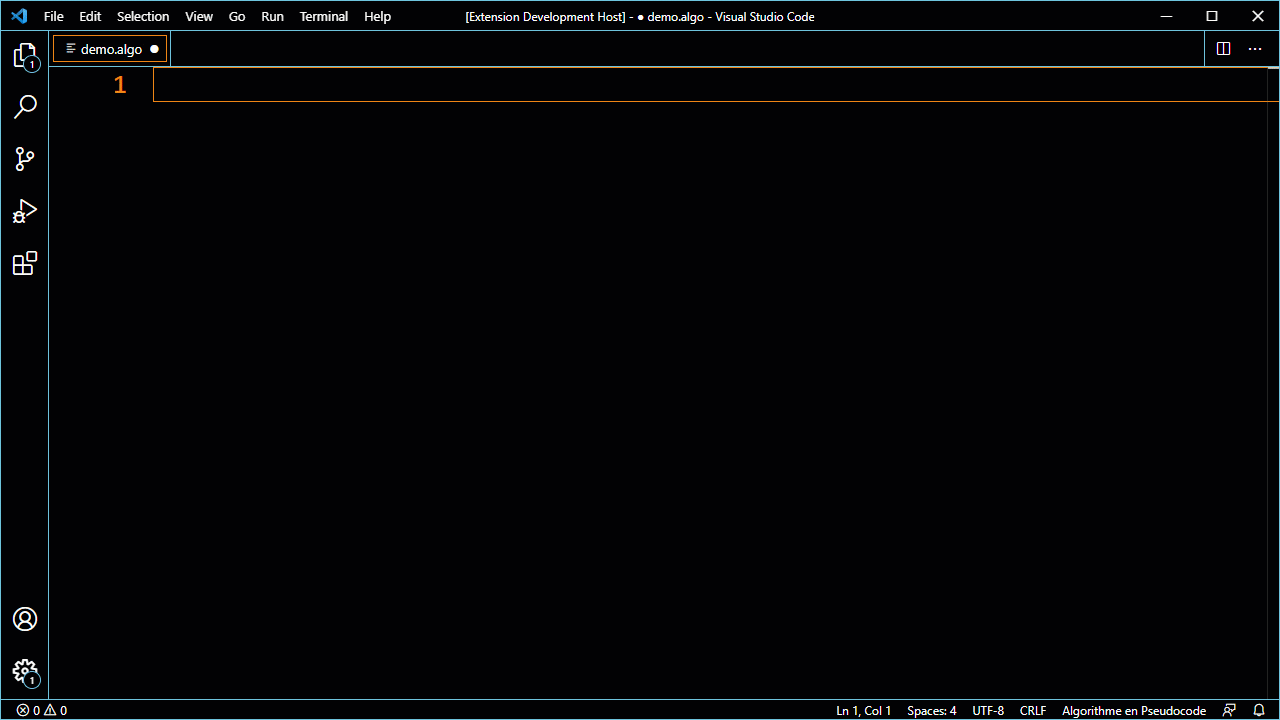 File Edit Selection View Go Run Terminal Help [Extension Development Host] - ● demo.algo - Visual Studio Code
demo.algo ●
1
1
1
0 0 Ln 1, Col 1 Spaces: 4 UTF-8 CRLF Algorithme en Pseudocode